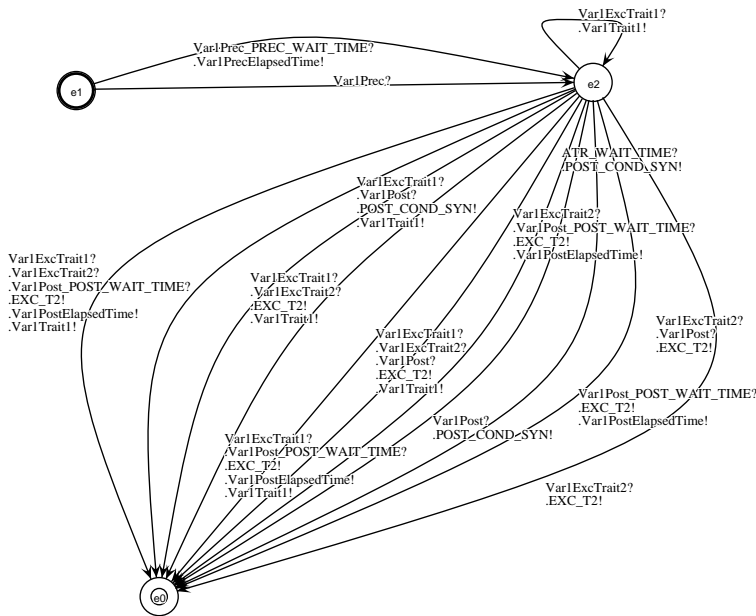 Var1ExcTrait1?
.Var1Trait1!
Var1Prec_PREC_WAIT_TIME?
.Var1PrecElapsedTime!
Var1Prec?
e1
e2
ATR_WAIT_TIME?
.POST_COND_SYN!
Var1ExcTrait1?
.Var1Post?
.POST_COND_SYN!
.Var1Trait1!
Var1ExcTrait2?
.Var1Post_POST_WAIT_TIME?
.EXC_T2!
.Var1PostElapsedTime!
Var1ExcTrait1?
.Var1ExcTrait2?
.Var1Post_POST_WAIT_TIME?
.EXC_T2!
.Var1PostElapsedTime!
.Var1Trait1!
Var1ExcTrait1?
.Var1ExcTrait2?
.EXC_T2!
.Var1Trait1!
Var1ExcTrait2?
.Var1Post?
.EXC_T2!
Var1ExcTrait1?
.Var1ExcTrait2?
.Var1Post?
.EXC_T2!
.Var1Trait1!
Var1Post_POST_WAIT_TIME?
.EXC_T2!
.Var1PostElapsedTime!
Var1Post?
.POST_COND_SYN!
Var1ExcTrait1?
.Var1Post_POST_WAIT_TIME?
.EXC_T2!
.Var1PostElapsedTime!
.Var1Trait1!
Var1ExcTrait2?
.EXC_T2!
e0